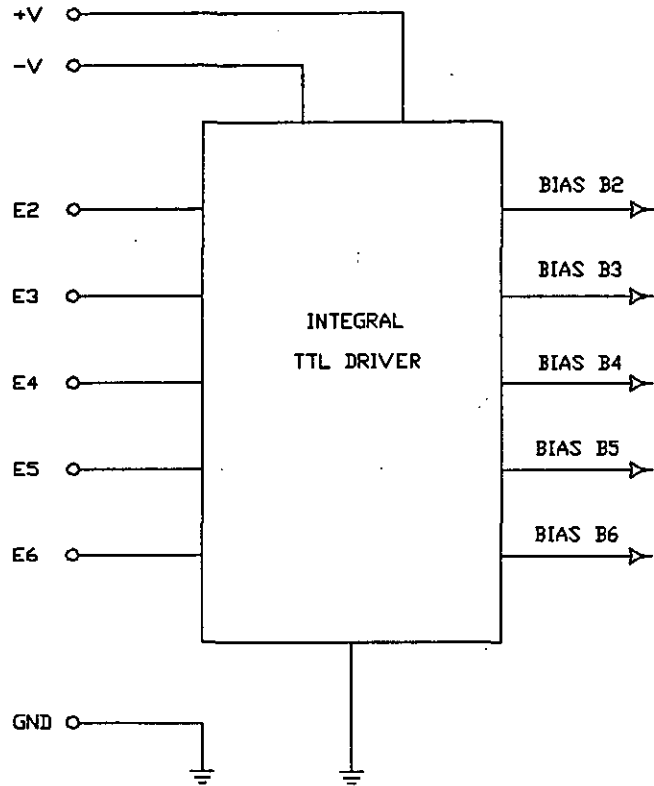 +V
-V
E2
BIAS B2
E3
BIAS B3
INTEGRAL
TTL DRIVER
E4
BIAS B4
E5
BIAS B5
E6
BIAS B6
GND